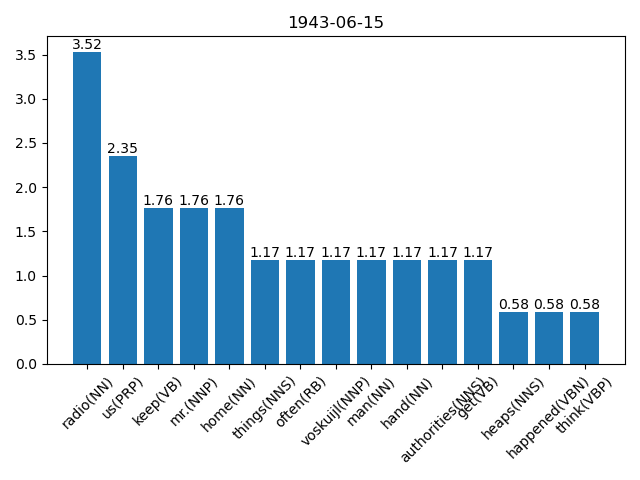 1943-06-15
3.52
2.35
1.76 1.76 1.76
1.17 1.17 1.17 1.17 1.17 1.17 1.17
0.58 0.58 0.58
3.5
3.0
2.5
2.0
1.5
1.0
0.5
0.0
radio(NN)
us(PRP)
keep(VB)
mr.(NNP)
home(NN)
things(NNS)
often(RB)
voskuijl(NNP)
man(NN)
hand(NN)
authorities(NNS)
get(VB)
heaps(NNS)
happened(VBN)
think(VBP)